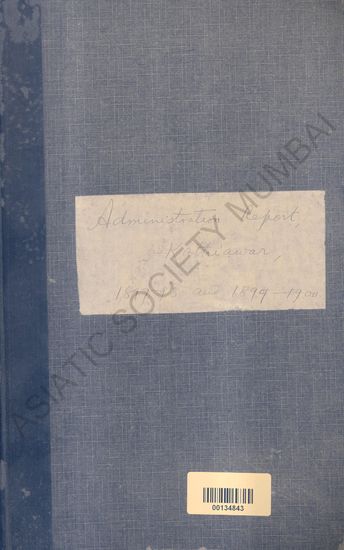 Administration Report,
Kathiawar,
and 1899-1900
ASIATIC SOCIETY MUMBAI
00134843